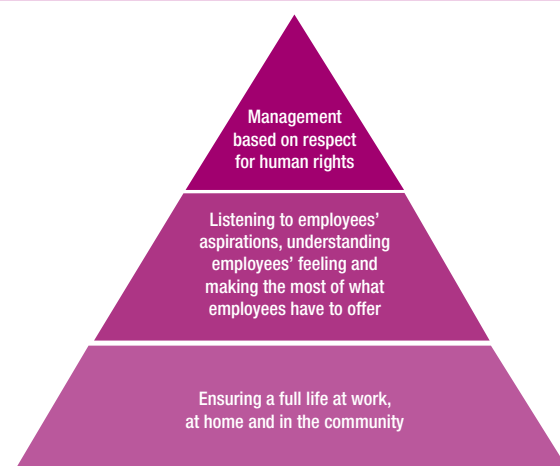 Management
based on respect
for human rights
Listening to employees’
aspirations, understanding
employees’ feeling and
making the most of what
employees have to offer
Ensuring a full life at work,
at home and in the community